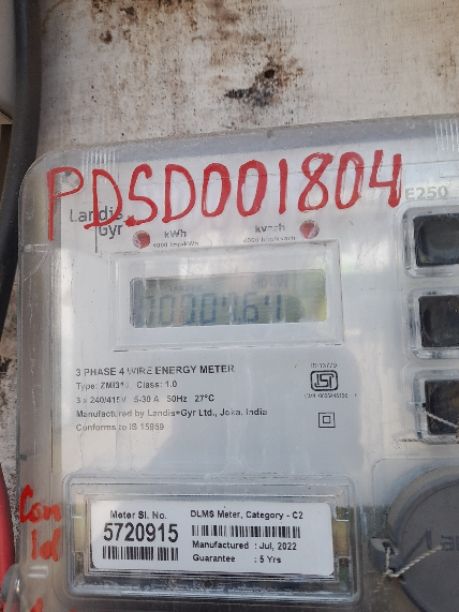 PDSD001804
Landis
Gyr
E250
kWh
3 PHASE 4 WIRE ENERGY METER
Class: 1.0
3 x 240/415V 5-30 A 50Hz 27°C
Manufactured by Landis+Gyr Ltd., Joka, India
Conforms to IS 15959
Meter Sl. No.
5720915
DLMS Meter, Category - C2
Manufactured : Jul, 2022
Guarantee : 5 Yrs